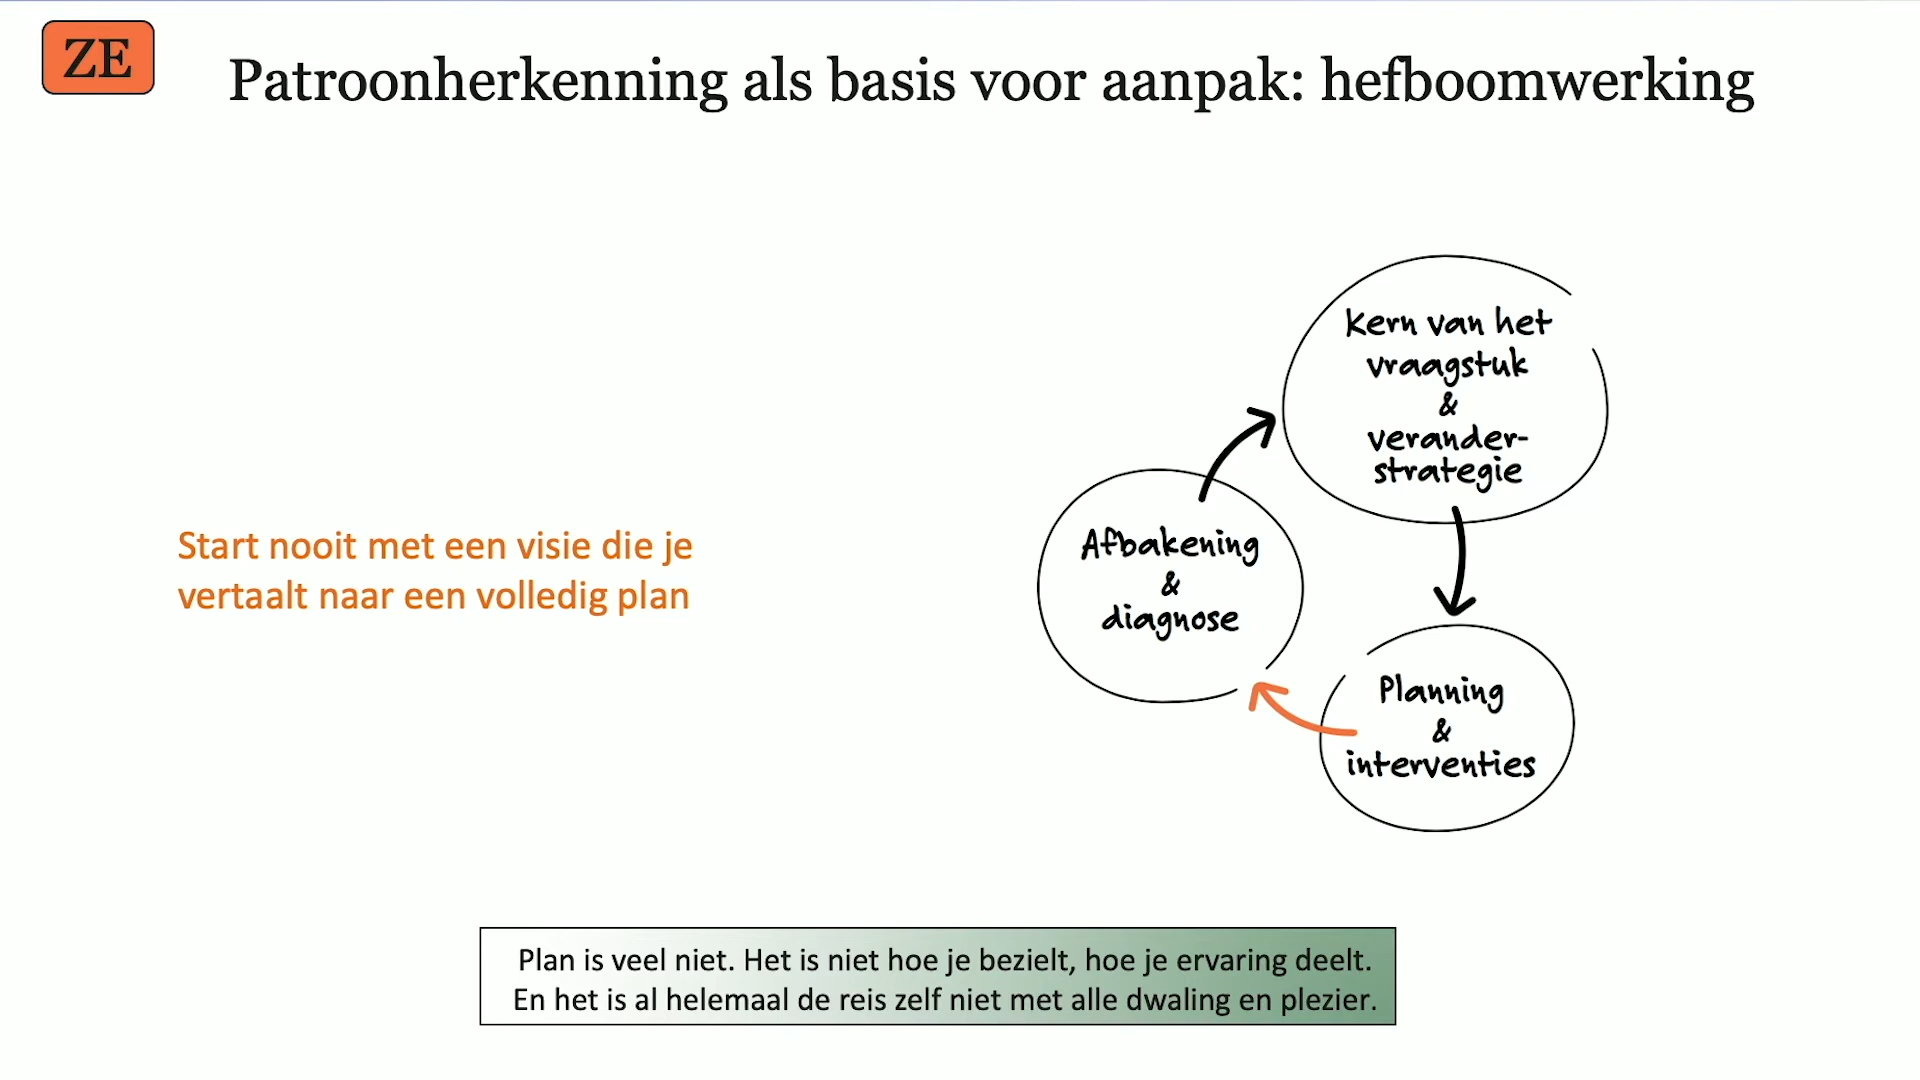 ZE
Patroonherkenning als basis voor aanpak: hefboomwerking
Kern van het
vraagstuk
&
verander-
strategie
Afbakening
&
diagnose
Start nooit met een visie die je
vertaalt naar een volledig plan
Planning
&
interventies
Plan is veel niet. Het is niet hoe je bezielt, hoe je ervaring deelt.
En het is al helemaal de reis zelf niet met alle dwaling en plezier.